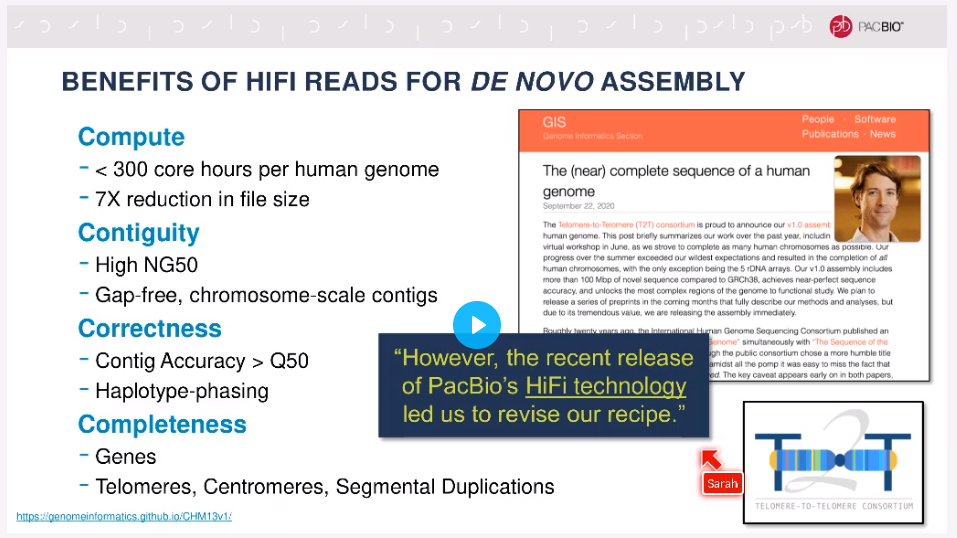 PACBIO®
BENEFITS OF HIFI READS FOR DE NOVO ASSEMBLY
Compute
- < 300 core hours per human genome
- 7X reduction in file size
Contiguity
- High NG50
- Gap-free, chromosome-scale contigs
Correctness
- Contig Accuracy > Q50
- Haplotype-phasing
Completeness
- Genes
- Telomeres, Centromeres, Segmental Duplications
https://genomeinformatics.github.io/CHM13v1/
GIS
Genome Informatics Section
People · Software
Publications · News
The (near) complete sequence of a human
genome
September 22, 2020
The Telomere-to-Telomere (T2T) consortium is proud to announce our v1.0 assemb
human genome. This post briefly summarizes our work over the past year, includin
virtual workshop in June, as we strove to complete as many human chromosomes as possible. Our
progress over the summer exceeded our wildest expectations and resulted in the completion of all
human chromosomes, with the only exception being the 5 rDNA arrays. Our v1.0 assembly includes
more than 100 Mbp of novel sequence compared to GRCh38, achieves near-perfect sequence
accuracy, and unlocks the most complex regions of the genome to functional study. We plan to
release a series of preprints in the coming months that fully describe our methods and analyses, but
due to its tremendous value, we are releasing the assembly immediately.
Roughly twenty years ago, the International Human Genome Sequencing Consortium published an
Genome" simultaneously with "The Sequence of the
gh the public consortium chose a more humble title
amidst all the pomp it was easy to miss the fact that
The key caveat appears early on in both papers.
“However, the recent release
of PacBio’s HiFi technology
led us to revise our recipe.”
Sarah
T2T
TELOMERE-TO-TELOMERE CONSORTIUM